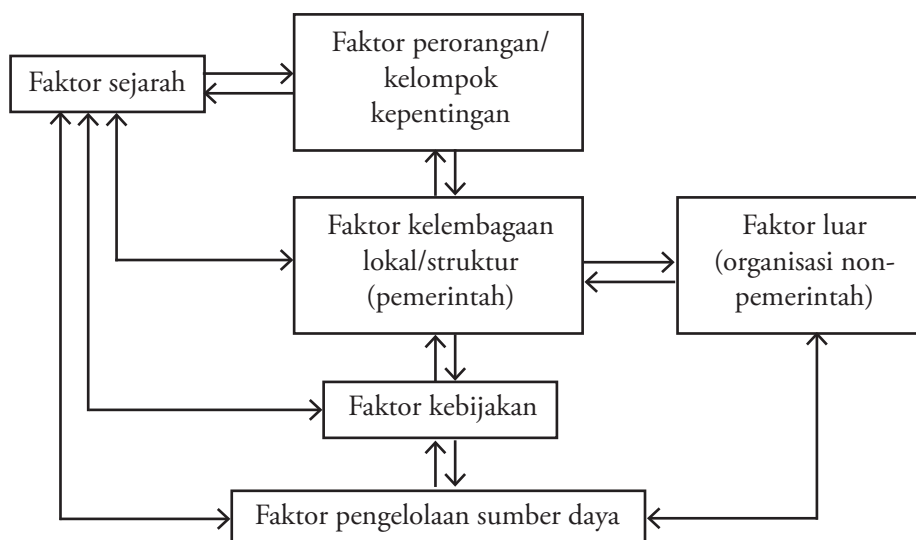 Faktor perorangan/
kelompok
kepentingan
Faktor sejarah
Faktor kelembagaan
lokal/struktur
(pemerintah)
Faktor luar
(organisasi non-
pemerintah)
Faktor kebijakan
Faktor pengelolaan sumber daya